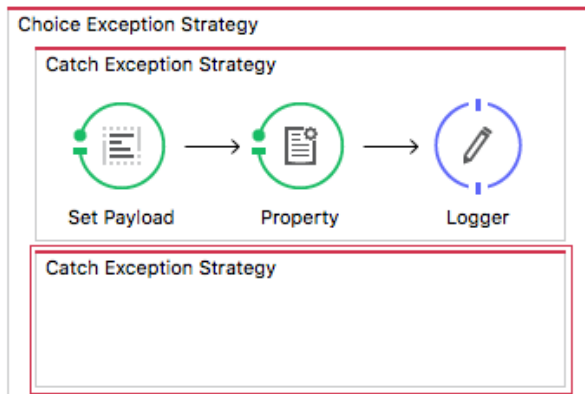 Choice Exception Strategy
Catch Exception Strategy
Set Payload
Property
Logger
Catch Exception Strategy